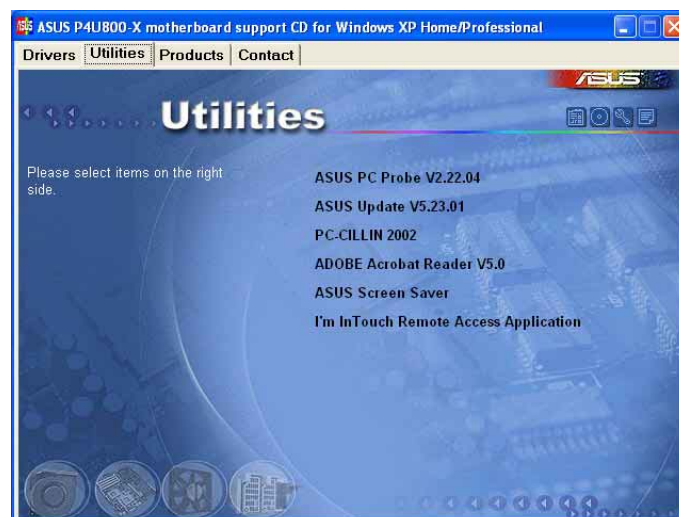 ASUS P4U800-X motherboard support CD for Windows XP Home/Professional
Drivers Utilities Products Contact
ASUS
Utilities
Please select items on the right
side.
ASUS PC Probe V2.22.04
ASUS Update V5.23.01
PC-CILLIN 2002
ADOBE Acrobat Reader V5.0
ASUS Screen Saver
I'm InTouch Remote Access Application